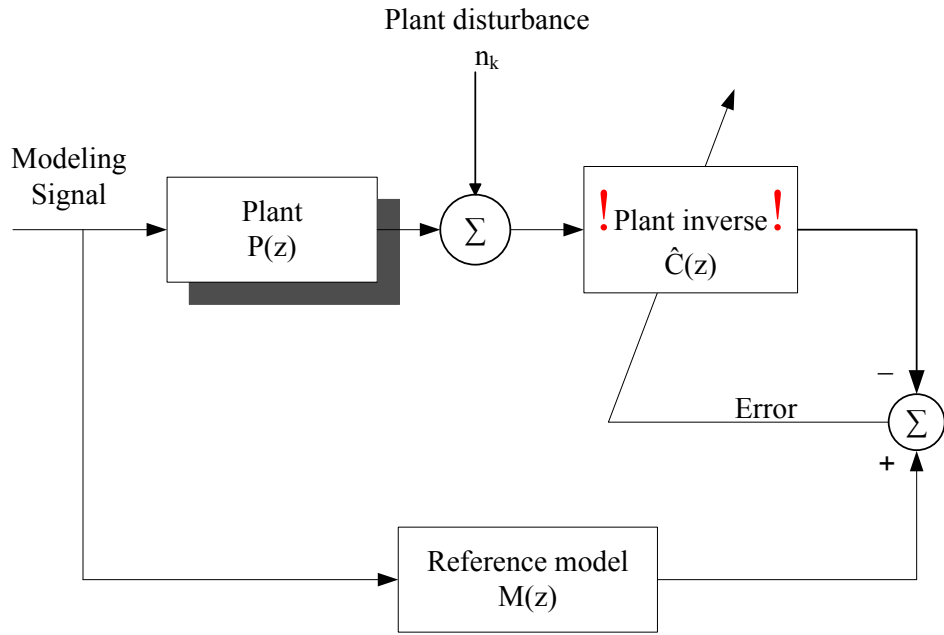 Plant disturbance
nₖ
Modeling
Signal
Plant
P(z)
Σ
! Plant inverse !
Ĉ(z)
–
Error
Σ
+
Reference model
M(z)